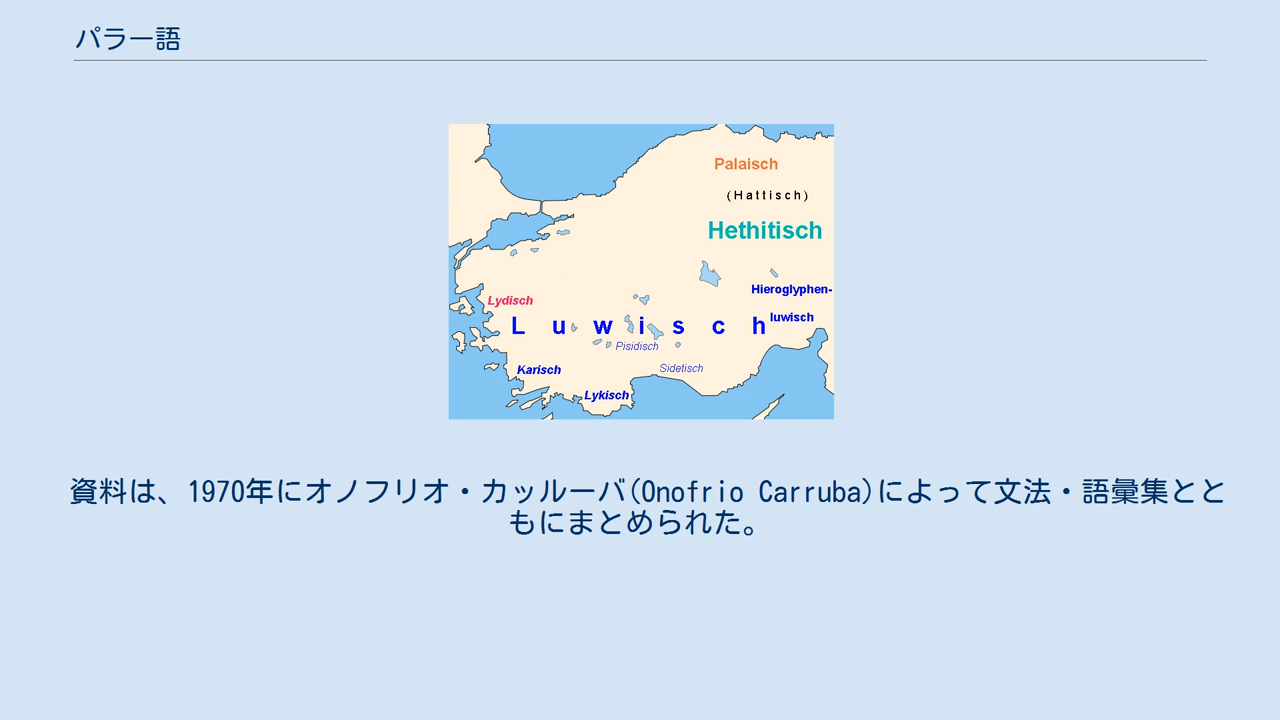 パラー語
Palaisch
(Hattisch)
Hethitisch
Hieroglyphen-
luwisch
Lydisch
Luwisch
Pisidisch
Sidetisch
Karisch
Lykisch
資料は、1970年にオノフリオ・カッルーバ(Onofrio Carruba)によって文法・語彙集とと
もにまとめられた。